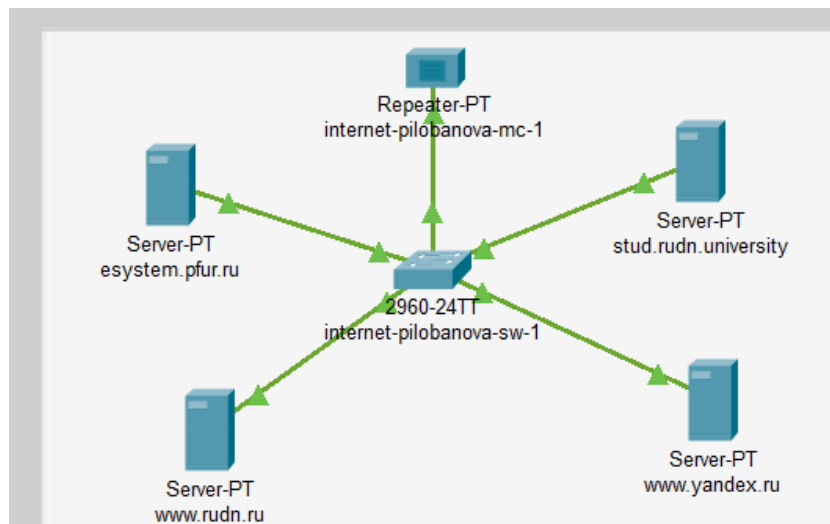 Repeater-PT
internet-pilobanova-mc-1
Server-PT
stud.rudn.university
Server-PT
esystem.pfur.ru
2960-24TT
internet-pilobanova-sw-1
Server-PT
www.yandex.ru
Server-PT
www.rudn.ru